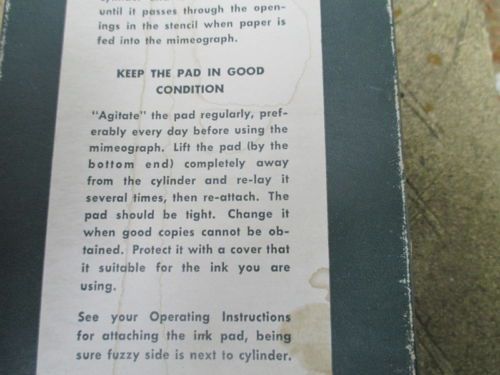 until it passes through the open-
ings in the stencil when paper is
fed into the mimeograph.
KEEP THE PAD IN GOOD
CONDITION
"Agitate" the pad regularly, pref-
erably every day before using the
mimeograph. Lift the pad (by the
bottom end) completely away
from the cylinder and re-lay it
several times, then re-attach. The
pad should be tight. Change it
when good copies cannot be ob-
tained. Protect it with a cover that
it suitable for the ink you are
using.
See your Operating Instructions
for attaching the ink pad, being
sure fuzzy side is next to cylinder.